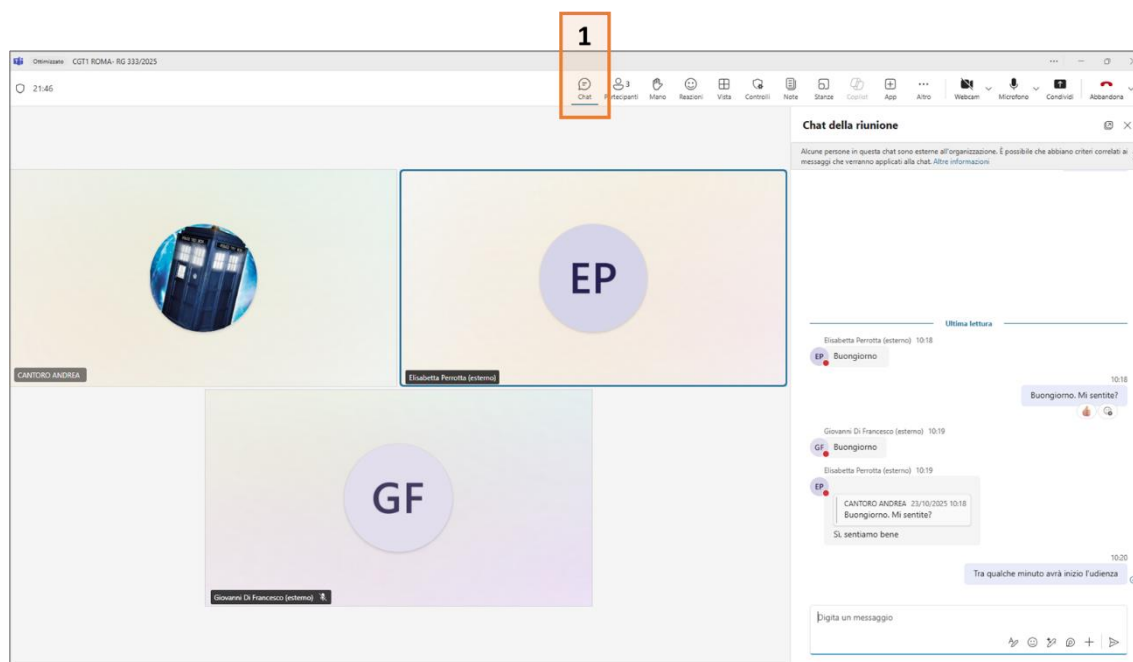 1
Ottimizzato CGT1 ROMA- RG 333/2025
21:46
Chat Partecipanti 3 Mano Reazioni Vista Controlli Note Stanze Copilot App Altro Webcam Microfono Condividi Abbandona
Chat della riunione
Alcune persone in questa chat sono esterne all'organizzazione. È possibile che abbiano criteri correlati ai
messaggi che verranno applicati alla chat. Altre informazioni
EP
CANTORO ANDREA
Elisabetta Perrotta (esterno)
GF
Giovanni Di Francesco (esterno)
Ultima lettura
Elisabetta Perrotta (esterno) 10:18
EP Buongiorno
10:18
Buongiorno. Mi sentite?
Giovanni Di Francesco (esterno) 10:19
GF Buongiorno
Elisabetta Perrotta (esterno) 10:19
EP
CANTORO ANDREA 23/10/2025 10:18
Buongiorno. Mi sentite?
Si, sentiamo bene
10:20
Tra qualche minuto avrà inizio l'udienza
Digita un messaggio